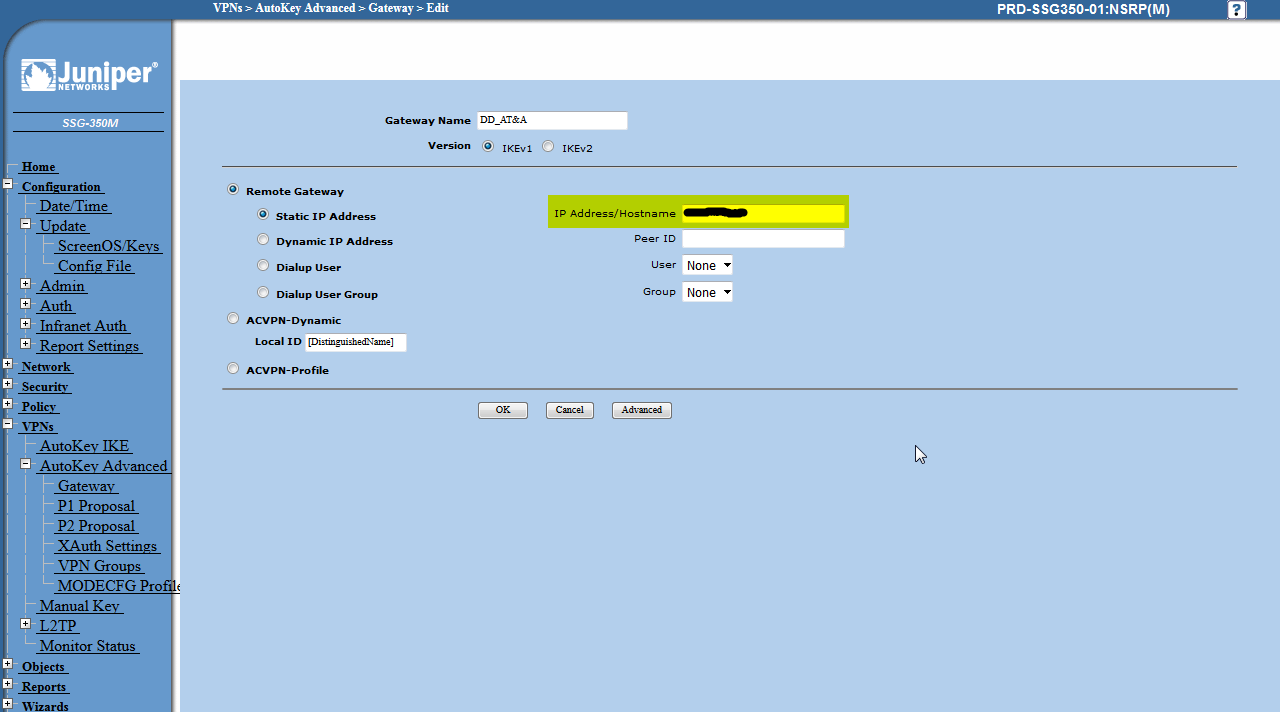 VPNs > AutoKey Advanced > Gateway > Edit
PRD-SSG350-01:NSRP(M)
?
Juniper®
NETWORKS
SSG-350M
Home
Configuration
Date/Time
Update
ScreenOS/Keys
Config File
Admin
Auth
Infranet Auth
Report Settings
Network
Security
Policy
VPNs
AutoKey IKE
AutoKey Advanced
Gateway
P1 Proposal
P2 Proposal
XAuth Settings
VPN Groups
MODECFG Profile
Manual Key
L2TP
Monitor Status
Objects
Reports
Wizards
Gateway Name DD_AT&A
Version IKEv1 IKEv2
Remote Gateway
Static IP Address IP Address/Hostname
Dynamic IP Address Peer ID
Dialup User User None
Dialup User Group Group None
ACVPN-Dynamic
Local ID [DistinguishedName]
ACVPN-Profile
OK Cancel Advanced